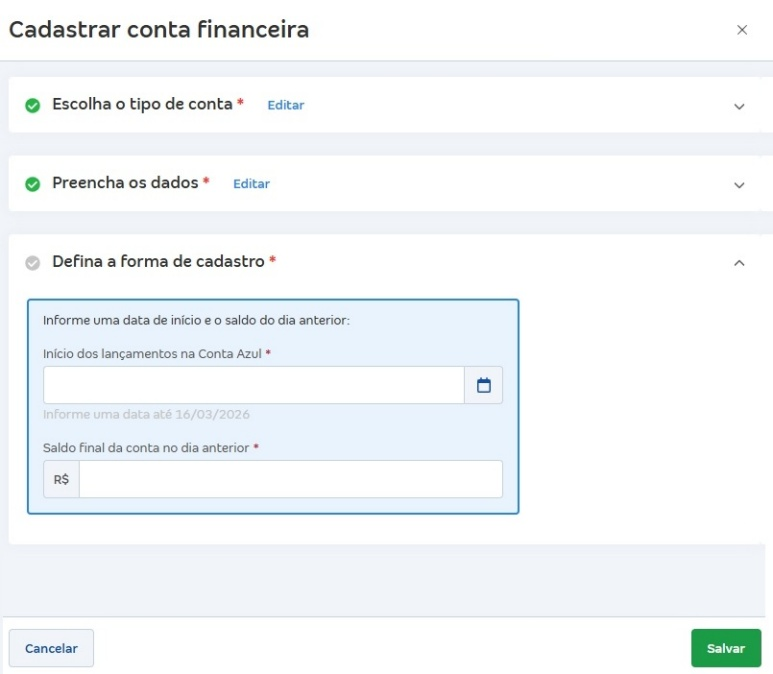 Cadastrar conta financeira
Escolha o tipo de conta * Editar
Preencha os dados * Editar
Defina a forma de cadastro *
Informe uma data de início e o saldo do dia anterior:
Início dos lançamentos na Conta Azul *
Informe uma data até 16/03/2026
Saldo final da conta no dia anterior *
R$
Cancelar Salvar